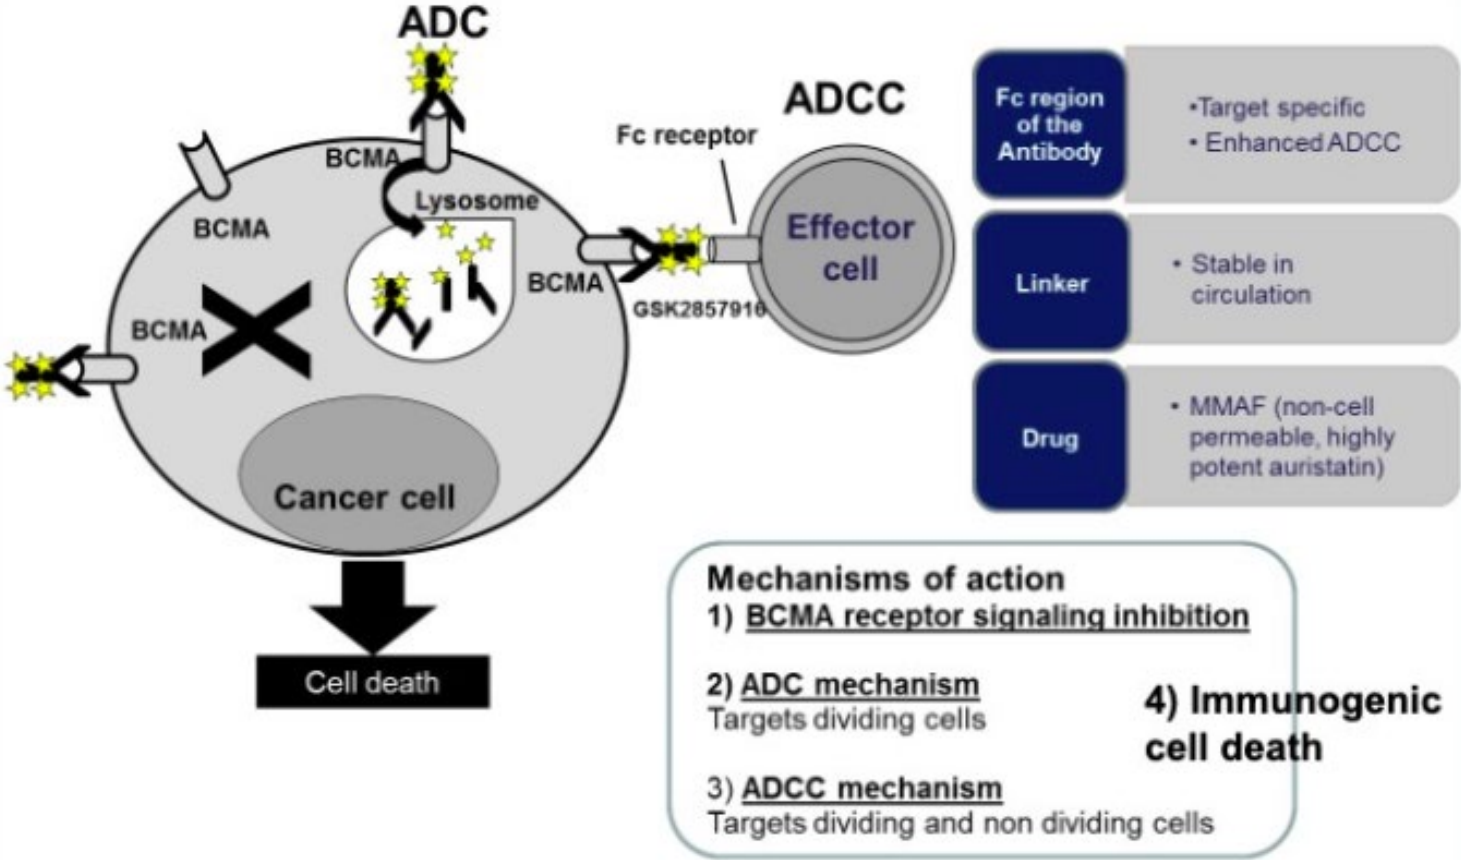 ADC
ADCC
Fc receptor
BCMA
Lysosome
BCMA
BCMA
BCMA
GSK2857916
Effector
cell
Cancer cell
Cell death
Fc region
of the
Antibody
•Target specific
• Enhanced ADCC
Linker
• Stable in
circulation
Drug
• MMAF (non-cell
permeable, highly
potent auristatin)
Mechanisms of action
1) BCMA receptor signaling inhibition
2) ADC mechanism
Targets dividing cells
3) ADCC mechanism
Targets dividing and non dividing cells
4) Immunogenic
cell death